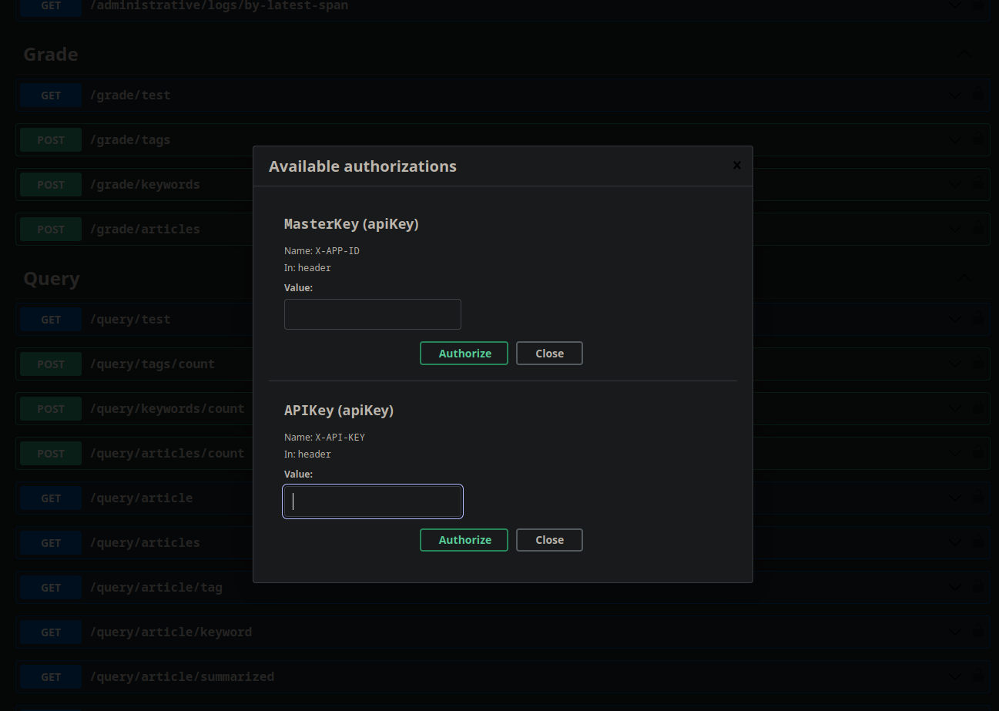 GET /administrative/logs/by-latest-span
Grade
GET /grade/test
POST /grade/tags
POST /grade/keywords
POST /grade/articles
Query
GET /query/test
POST /query/tags/count
POST /query/keywords/count
POST /query/articles/count
GET /query/article
GET /query/articles
GET /query/article/tag
GET /query/article/keyword
GET /query/article/summarized
Available authorizations
MasterKey (apiKey)
Name: X-APP-ID
In: header
Value:
Authorize Close
APIKey (apiKey)
Name: X-API-KEY
In: header
Value:
Authorize Close